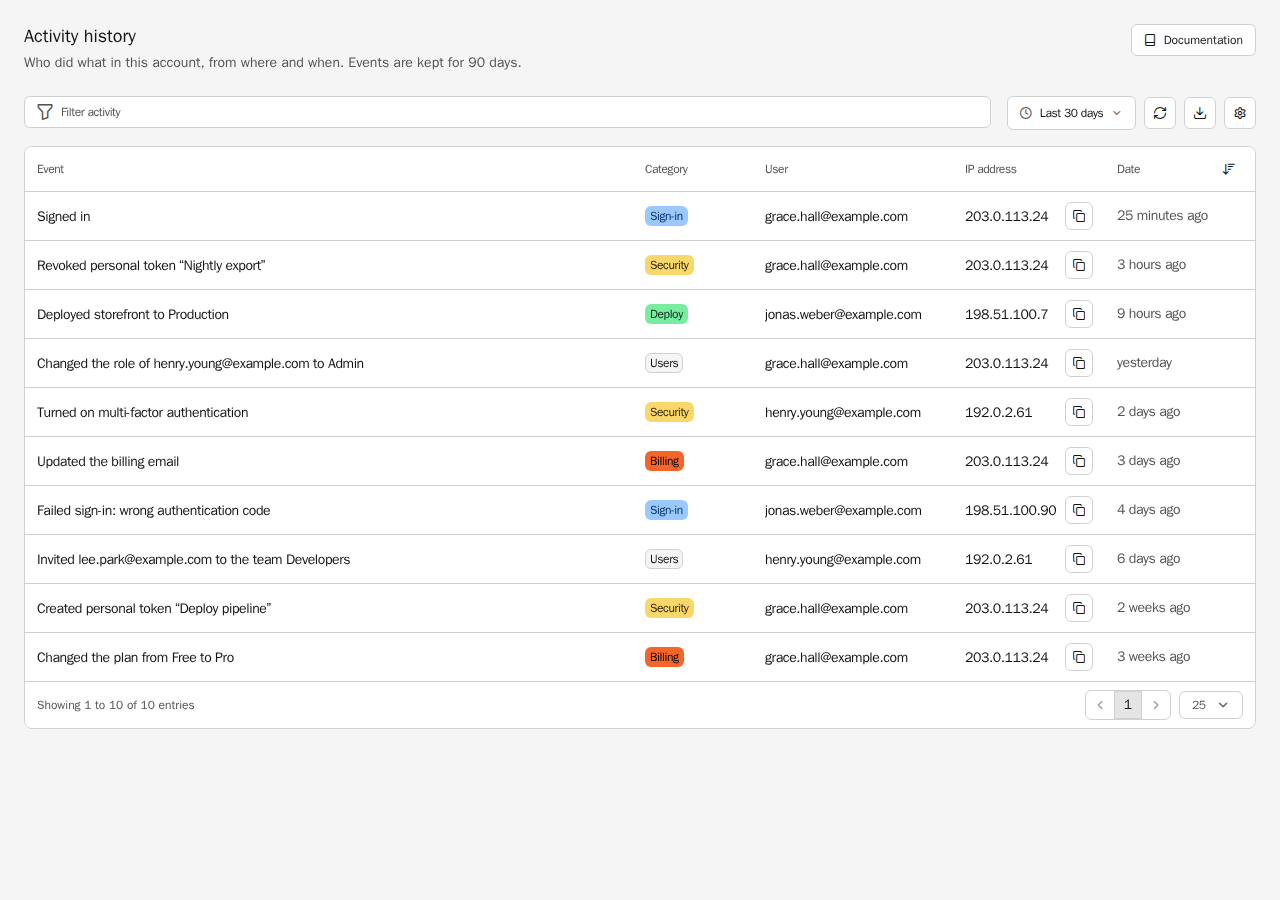 Activity history
Documentation
Who did what in this account, from where and when. Events are kept for 90 days.
Filter activity
Last 30 days
Event Category User IP address Date
Signed in Sign-in grace.hall@example.com 203.0.113.24 25 minutes ago
Revoked personal token “Nightly export” Security grace.hall@example.com 203.0.113.24 3 hours ago
Deployed storefront to Production Deploy jonas.weber@example.com 198.51.100.7 9 hours ago
Changed the role of henry.young@example.com to Admin Users grace.hall@example.com 203.0.113.24 yesterday
Turned on multi-factor authentication Security henry.young@example.com 192.0.2.61 2 days ago
Updated the billing email Billing grace.hall@example.com 203.0.113.24 3 days ago
Failed sign-in: wrong authentication code Sign-in jonas.weber@example.com 198.51.100.90 4 days ago
Invited lee.park@example.com to the team Developers Users henry.young@example.com 192.0.2.61 6 days ago
Created personal token “Deploy pipeline” Security grace.hall@example.com 203.0.113.24 2 weeks ago
Changed the plan from Free to Pro Billing grace.hall@example.com 203.0.113.24 3 weeks ago
Showing 1 to 10 of 10 entries 1 25